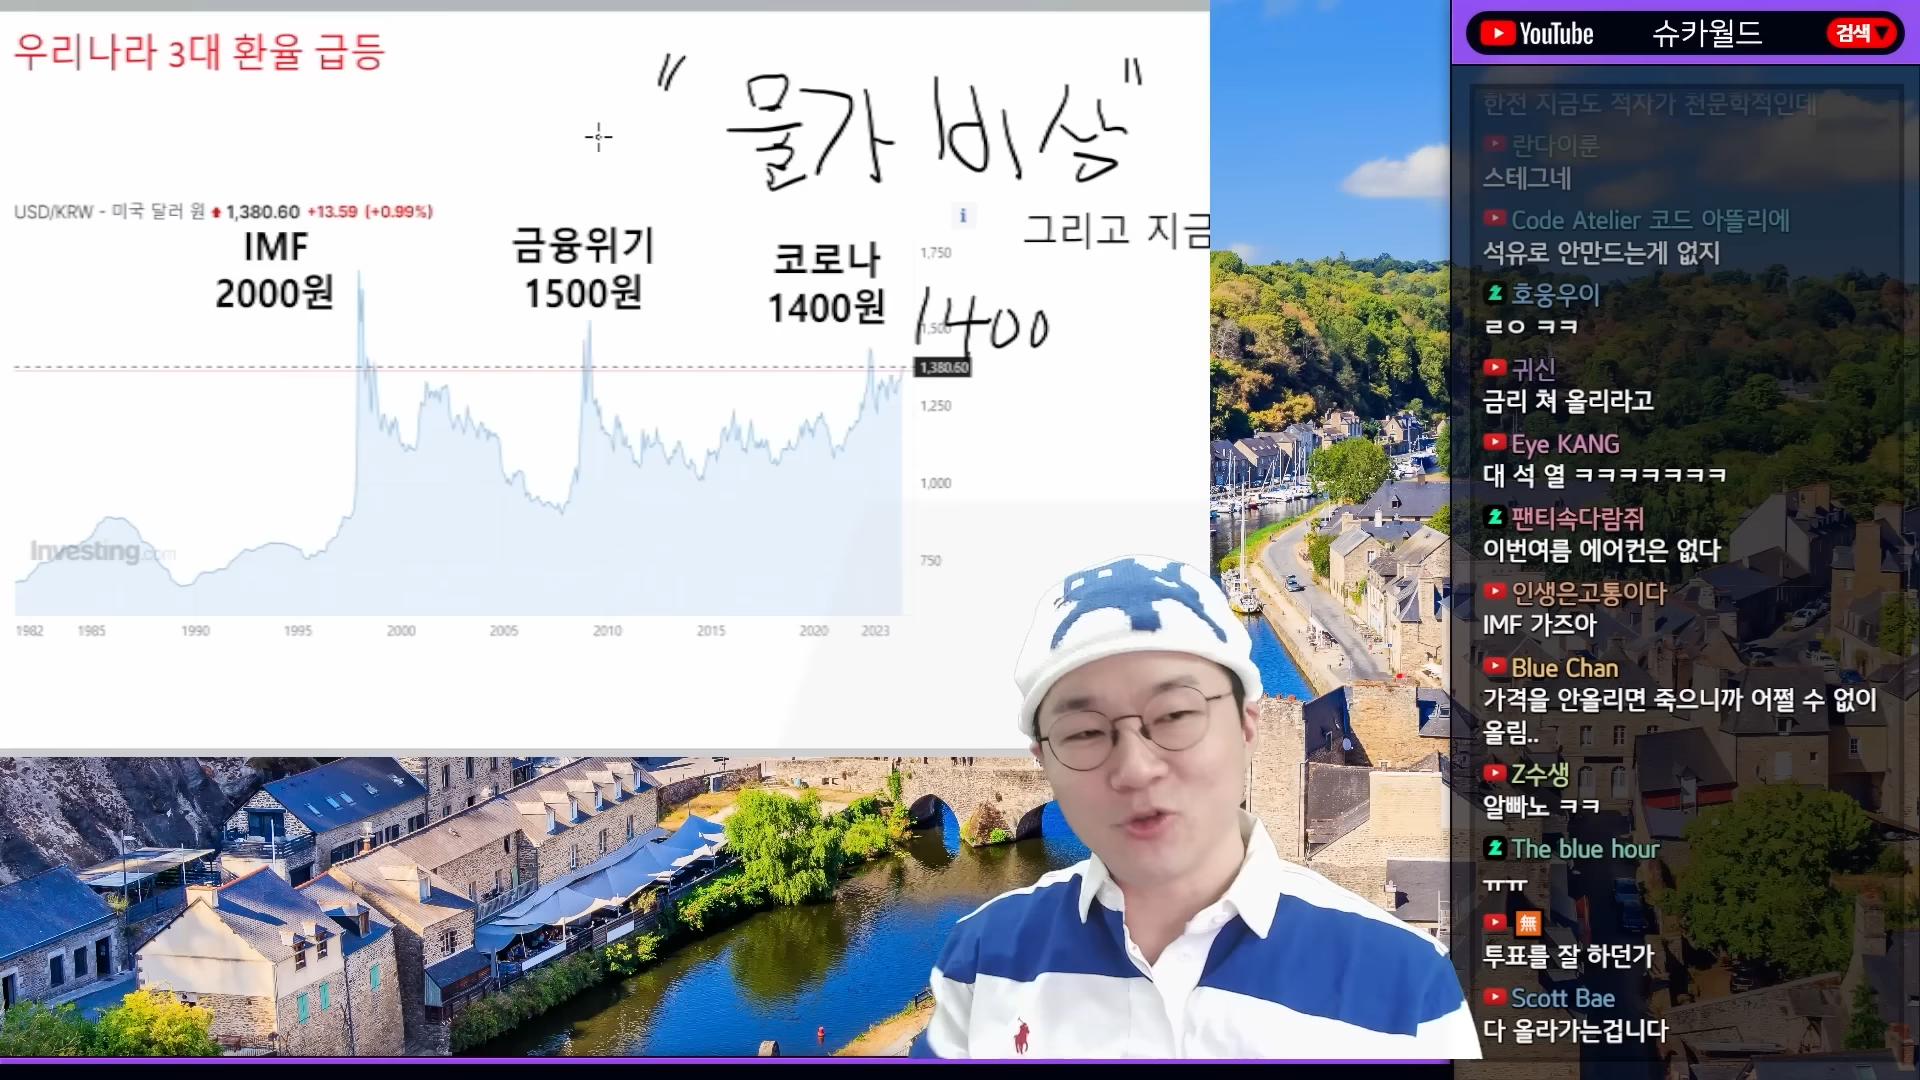 우리나라 3대 환율 급등
" 물가 비상 "
USD/KRW - 미국 달러 원 1,380.60 +13.59 (+0.99%)
i
그리고 지금
IMF
2000원
금융위기
1500원
코로나
1400원
1400
1,750
1,500
1,380.60
1,250
1,000
750
Investing.com
1982 1985 1990 1995 2000 2005 2010 2015 2020 2023
YouTube 슈카월드 검색
한전 지금도 적자가 천문학적인데
란다이룬
스테그네
Code Atelier 코드 아뜰리에
석유로 안만드는게 없지
호웅우이
ㄹㅇ ㅋㅋ
귀신
금리 쳐 올리라고
Eye KANG
대 석 열 ㅋㅋㅋㅋㅋㅋㅋ
팬티속다람쥐
이번여름 에어컨은 없다
인생은고통이다
IMF 가즈아
Blue Chan
가격을 안올리면 죽으니까 어쩔 수 없이
올림..
Z수생
알빠노 ㅋㅋ
The blue hour
ㅠㅠ
無
투표를 잘 하던가
Scott Bae
다 올라가는겁니다